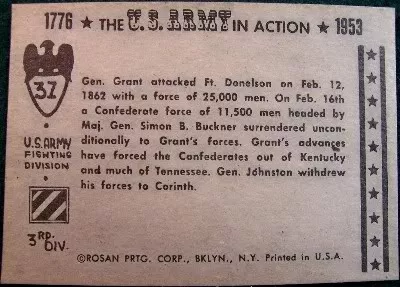 1776 ★ THE U.S. ARMY IN ACTION ★ 1953
37
Gen. Grant attacked Ft. Donelson on Feb. 12,
1862 with a force of 25,000 men. On Feb. 16th
a Confederate force of 11,500 men headed by
Maj. Gen. Simon B. Buckner surrendered uncon-
ditionally to Grant's forces. Grant's advances
have forced the Confederates out of Kentucky
and much of Tennessee. Gen. Johnston withdrew
his forces to Corinth.
U.S. ARMY
FIGHTING
DIVISION
3RD.
DIV.
©ROSAN PRTG. CORP., BKLYN., N.Y. Printed in U.S.A.